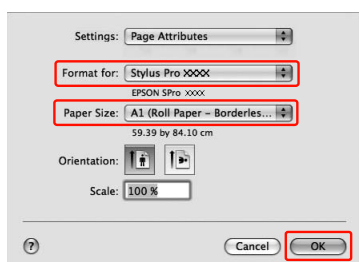 Settings: Page Attributes
Format for: Stylus Pro XXXX
EPSON SPro XXXX
Paper Size: A1 (Roll Paper – Borderles...
59.39 by 84.10 cm
Orientation:
Scale: 100 %
? Cancel OK